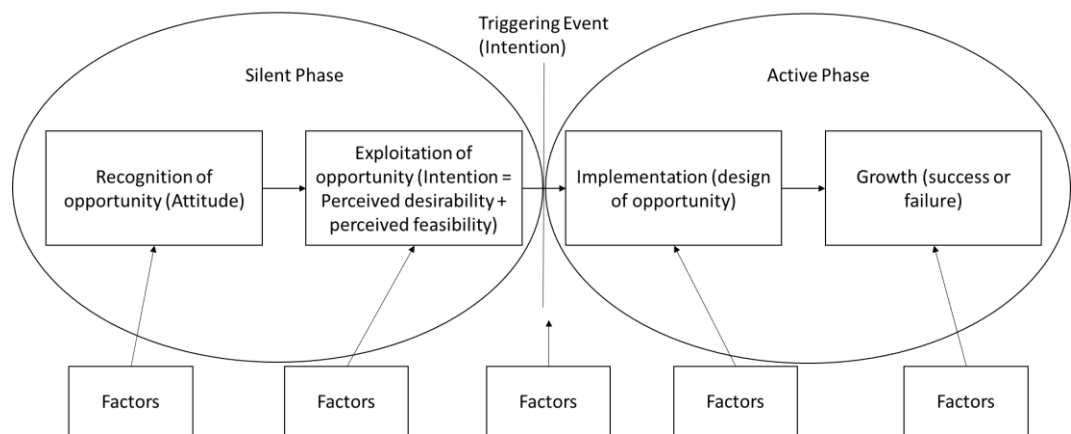 Triggering Event
(Intention)
Silent Phase
Active Phase
Recognition of
opportunity (Attitude)
Exploitation of
opportunity (Intention =
Perceived desirability +
perceived feasibility)
Implementation (design
of opportunity)
Growth (success or
failure)
Factors
Factors
Factors
Factors
Factors